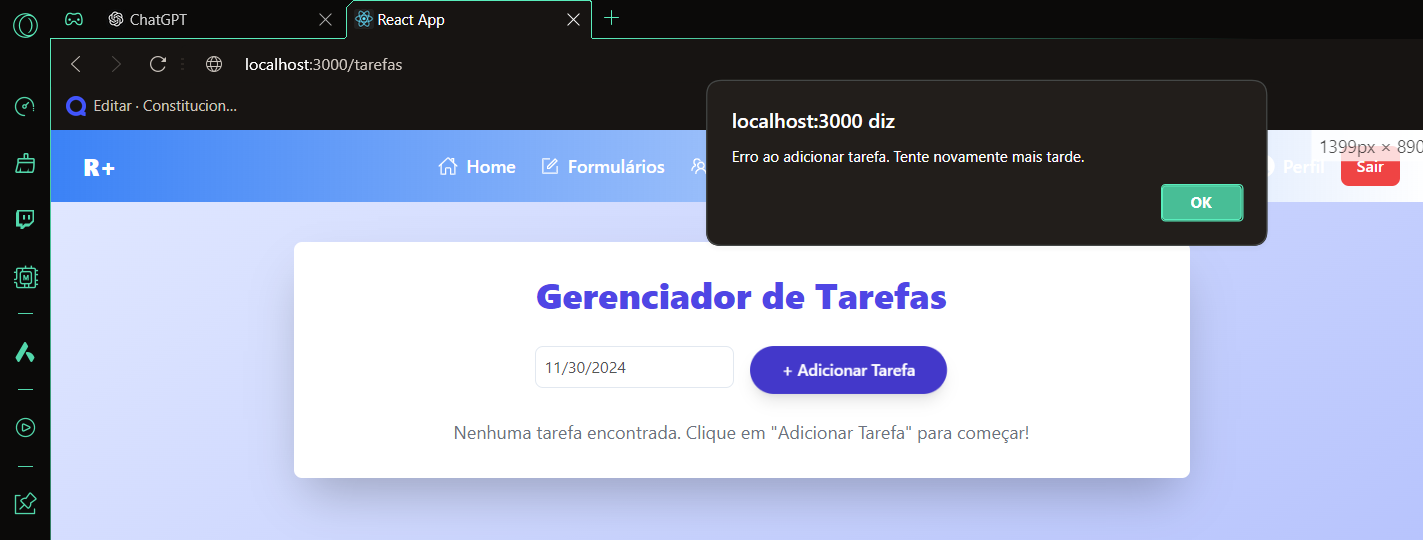 ChatGPT
React App
localhost:3000/tarefas
Editar · Constitucion...
localhost:3000 diz
Erro ao adicionar tarefa. Tente novamente mais tarde.
OK
R+
Home
Formulários
Perfil
Sair
1399px × 890
Gerenciador de Tarefas
11/30/2024
+ Adicionar Tarefa
Nenhuma tarefa encontrada. Clique em "Adicionar Tarefa" para começar!